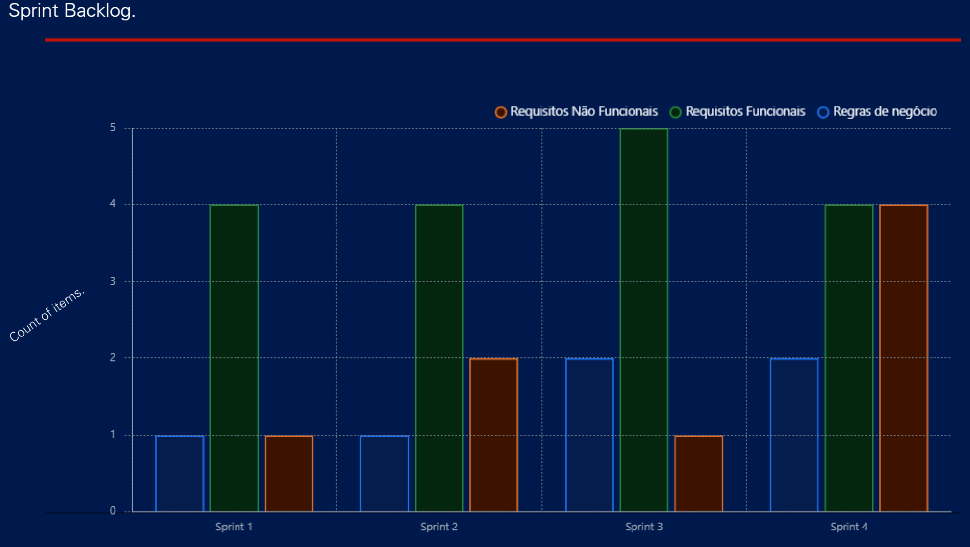 Sprint Backlog.
Requisitos Não Funcionais Requisitos Funcionais Regras de negócio
5
4
3
2
1
0
Count of items.
Sprint 1 Sprint 2 Sprint 3 Sprint 4